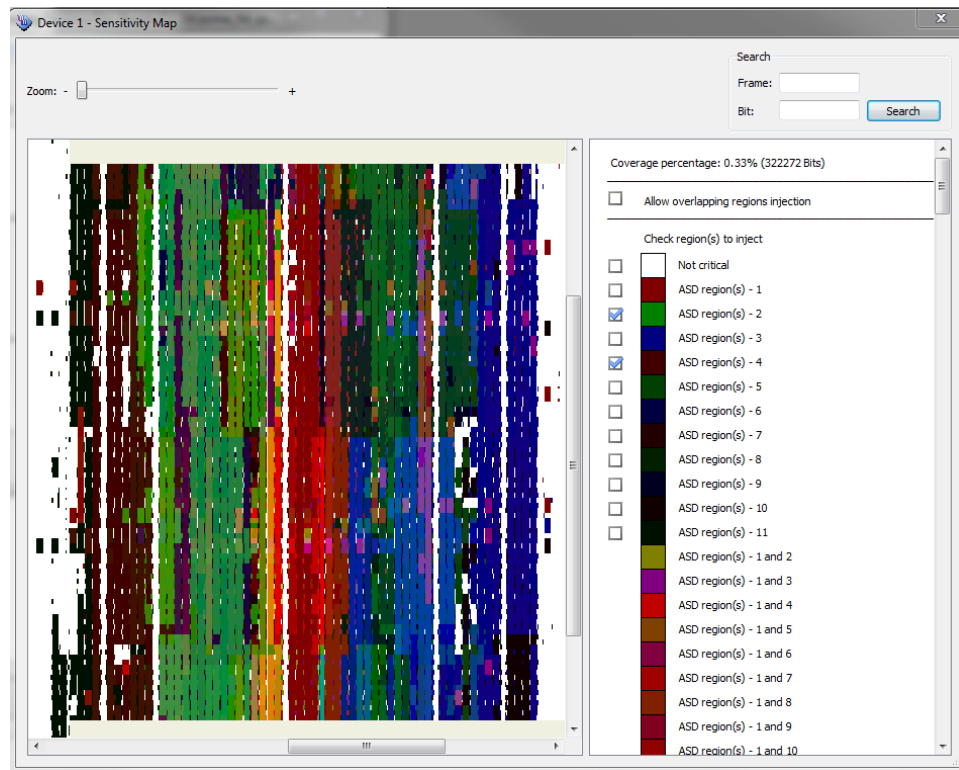 Device 1 - Sensitivity Map
Search
Frame:
Zoom: - +
Bit: Search
Coverage percentage: 0.33% (322272 Bits)
Allow overlapping regions injection
Check region(s) to inject
Not critical
ASD region(s) - 1
ASD region(s) - 2
ASD region(s) - 3
ASD region(s) - 4
ASD region(s) - 5
ASD region(s) - 6
ASD region(s) - 7
ASD region(s) - 8
ASD region(s) - 9
ASD region(s) - 10
ASD region(s) - 11
ASD region(s) - 1 and 2
ASD region(s) - 1 and 3
ASD region(s) - 1 and 4
ASD region(s) - 1 and 5
ASD region(s) - 1 and 6
ASD region(s) - 1 and 7
ASD region(s) - 1 and 8
ASD region(s) - 1 and 9
ASD region(s) - 1 and 10